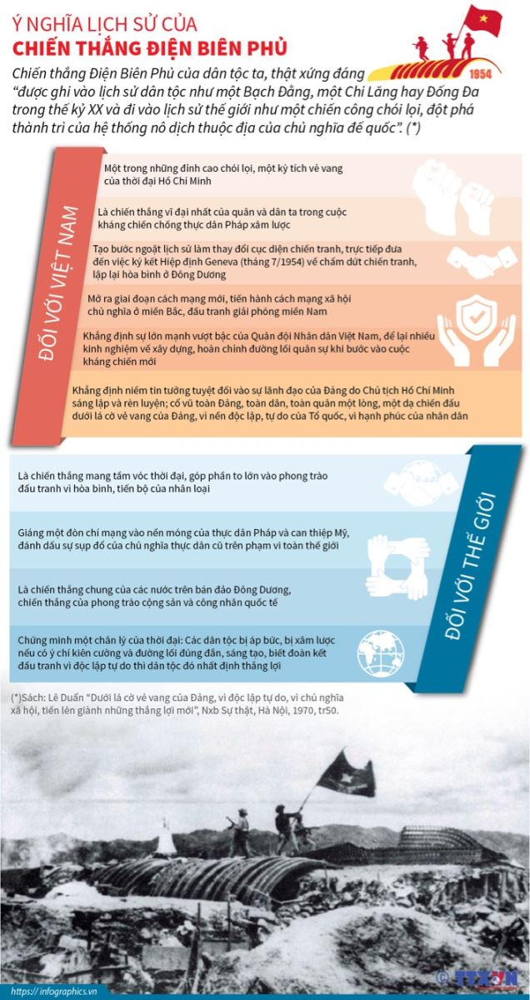 Ý NGHĨA LỊCH SỬ CỦA
CHIẾN THẮNG ĐIỆN BIÊN PHỦ
1954
Chiến thắng Điện Biên Phủ của dân tộc ta, thật xứng đáng
“được ghi vào lịch sử dân tộc như một Bạch Đằng, một Chi Lăng hay Đống Đa
trong thế kỷ XX và đi vào lịch sử thế giới như một chiến công chói lọi, đột phá
thành trì của hệ thống nô dịch thuộc địa của chủ nghĩa đế quốc”. (*)
ĐỐI VỚI VIỆT NAM
Một trong những đỉnh cao chói lọi, một kỳ tích vẻ vang
của thời đại Hồ Chí Minh
Là chiến thắng vĩ đại nhất của quân và dân ta trong cuộc
kháng chiến chống thực dân Pháp xâm lược
Tạo bước ngoặt lịch sử làm thay đổi cục diện chiến tranh, trực tiếp đưa
đến việc ký kết Hiệp định Geneva (tháng 7/1954) về chấm dứt chiến tranh,
lập lại hòa bình ở Đông Dương
Mở ra giai đoạn cách mạng mới, tiến hành cách mạng xã hội
chủ nghĩa ở miền Bắc, đấu tranh giải phóng miền Nam
Khẳng định sự lớn mạnh vượt bậc của Quân đội Nhân dân Việt Nam, để lại nhiều
kinh nghiệm về xây dựng, hoàn chỉnh đường lối quân sự khi bước vào cuộc
kháng chiến mới
Khẳng định niềm tin tưởng tuyệt đối vào sự lãnh đạo của Đảng do Chủ tịch Hồ Chí Minh
sáng lập và rèn luyện; cổ vũ toàn Đảng, toàn dân, toàn quân một lòng, một dạ chiến đấu
dưới lá cờ vẻ vang của Đảng, vì nền độc lập, tự do của Tổ quốc, vì hạnh phúc của nhân dân
ĐỐI VỚI THẾ GIỚI
Là chiến thắng mang tầm vóc thời đại, góp phần to lớn vào phong trào
đấu tranh vì hòa bình, tiến bộ của nhân loại
Giáng một đòn chí mạng vào nền móng của thực dân Pháp và can thiệp Mỹ,
đánh dấu sự sụp đổ của chủ nghĩa thực dân cũ trên phạm vi toàn thế giới
Là chiến thắng chung của các nước trên bán đảo Đông Dương,
chiến thắng của phong trào cộng sản và công nhân quốc tế
Chứng minh một chân lý của thời đại: Các dân tộc bị áp bức, bị xâm lược
nếu có ý chí kiên cường và đường lối đúng đắn, sáng tạo, biết đoàn kết
đấu tranh vì độc lập tự do thì dân tộc đó nhất định thắng lợi
(*)Sách: Lê Duẩn “Dưới lá cờ vẻ vang của Đảng, vì độc lập tự do, vì chủ nghĩa
xã hội, tiến lên giành những thắng lợi mới”, Nxb Sự thật, Hà Nội, 1970, tr50.
https://infographics.vn
© TTXVN